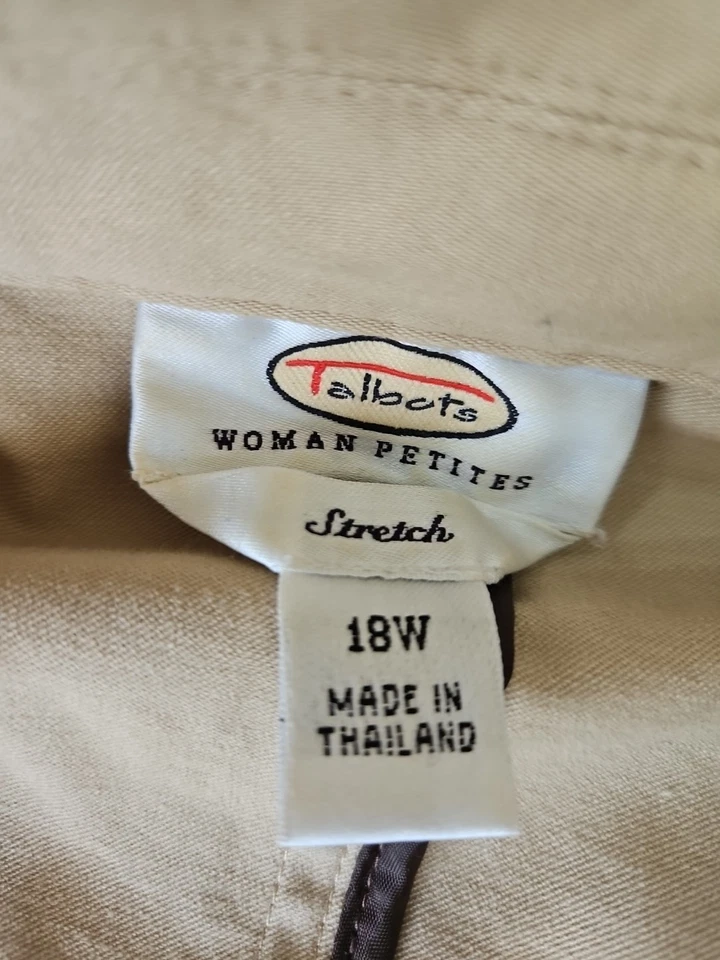 Talbots
WOMAN PETITES
Stretch
18W
MADE IN
THAILAND